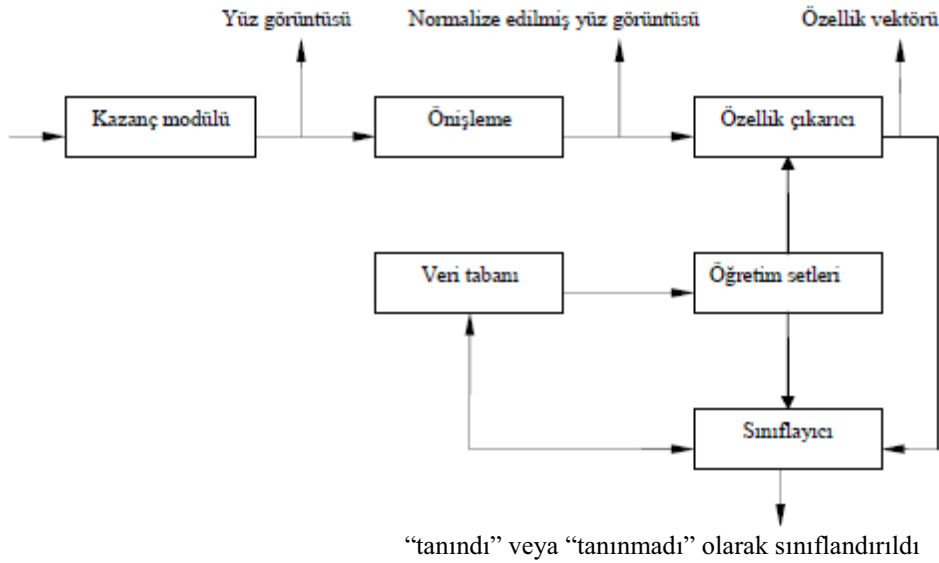 Yüz görüntüsü
Normalize edilmiş yüz görüntüsü
Özellik vektörü
Kazanç modülü
Önişleme
Özellik çıkarıcı
Veri tabanı
Öğretim setleri
Sınıflayıcı
“tanındı” veya “tanınmadı” olarak sınıflandırıldı